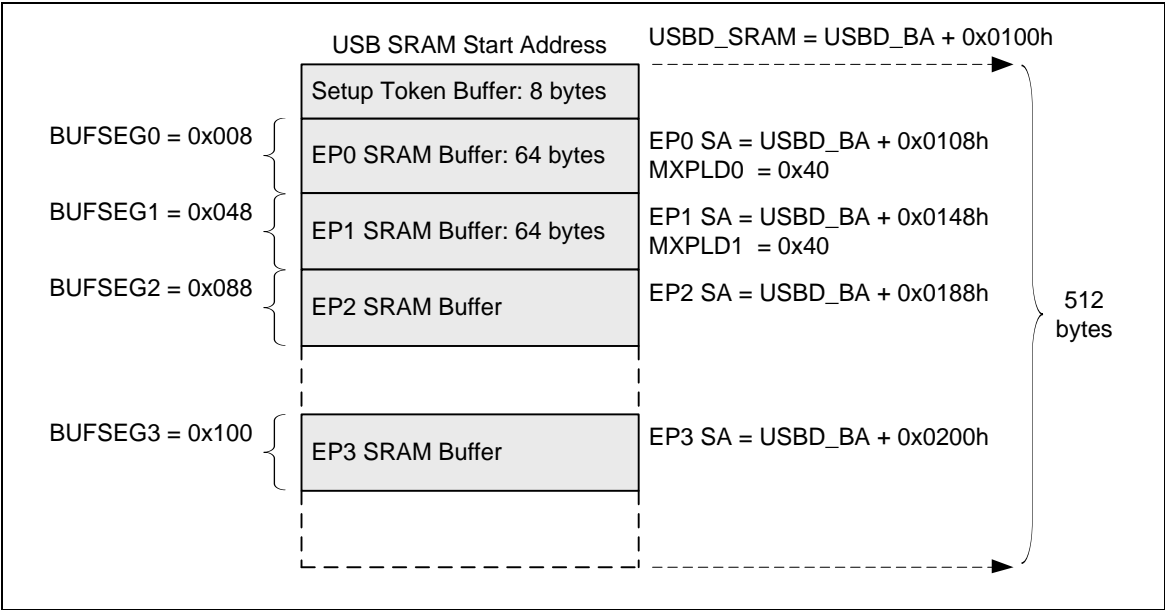 USB SRAM Start Address
USBD_SRAM = USBD_BA + 0x0100h
Setup Token Buffer: 8 bytes
BUFSEG0 = 0x008
EP0 SRAM Buffer: 64 bytes
EP0 SA = USBD_BA + 0x0108h
MXPLD0 = 0x40
BUFSEG1 = 0x048
EP1 SRAM Buffer: 64 bytes
EP1 SA = USBD_BA + 0x0148h
MXPLD1 = 0x40
BUFSEG2 = 0x088
EP2 SRAM Buffer
EP2 SA = USBD_BA + 0x0188h
512
bytes
BUFSEG3 = 0x100
EP3 SRAM Buffer
EP3 SA = USBD_BA + 0x0200h